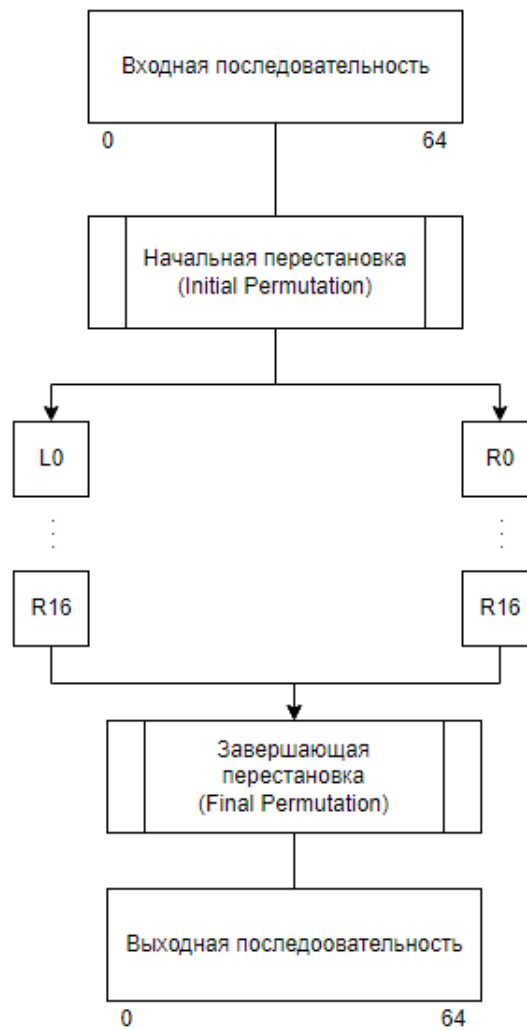 Входная последовательность
0 64
Начальная перестановка
(Initial Permutation)
L0 R0
R16 R16
Завершающая
перестановка
(Final Permutation)
Выходная последоовательность
0 64